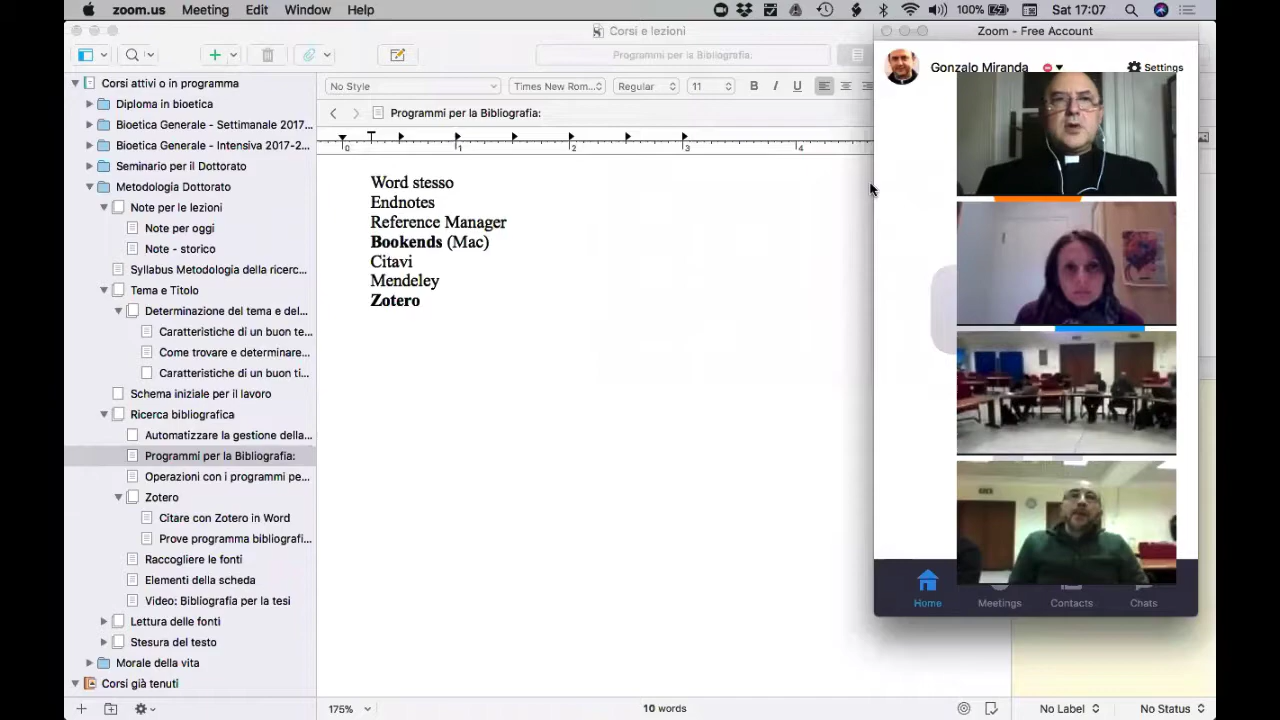 zoom.us Meeting Edit Window Help
100% Sat 17:07
Corsi e lezioni
Programmi per la Bibliografia:
No Style Times New Rom... Regular 11 B I U
Programmi per la Bibliografia:
0 1 2 3 4
Word stesso
Endnotes
Reference Manager
Bookends (Mac)
Citavi
Mendeley
Zotero
Corsi attivi o in programma
Diploma in bioetica
Bioetica Generale - Settimanale 2017...
Bioetica Generale - Intensiva 2017-2...
Seminario per il Dottorato
Metodologia Dottorato
Note per le lezioni
Note per oggi
Note - storico
Syllabus Metodologia della ricerc...
Tema e Titolo
Determinazione del tema e del...
Caratteristiche di un buon te...
Come trovare e determinare...
Caratteristiche di un buon ti...
Schema iniziale per il lavoro
Ricerca bibliografica
Automatizzare la gestione della...
Programmi per la Bibliografia:
Operazioni con i programmi pe...
Zotero
Citare con Zotero in Word
Prove programma bibliografi...
Raccogliere le fonti
Elementi della scheda
Video: Bibliografia per la tesi
Lettura delle fonti
Stesura del testo
Morale della vita
Corsi già tenuti
175%
10 words
No Label
No Status
Zoom - Free Account
Gonzalo Miranda
Settings
Home
Meetings
Contacts
Chats